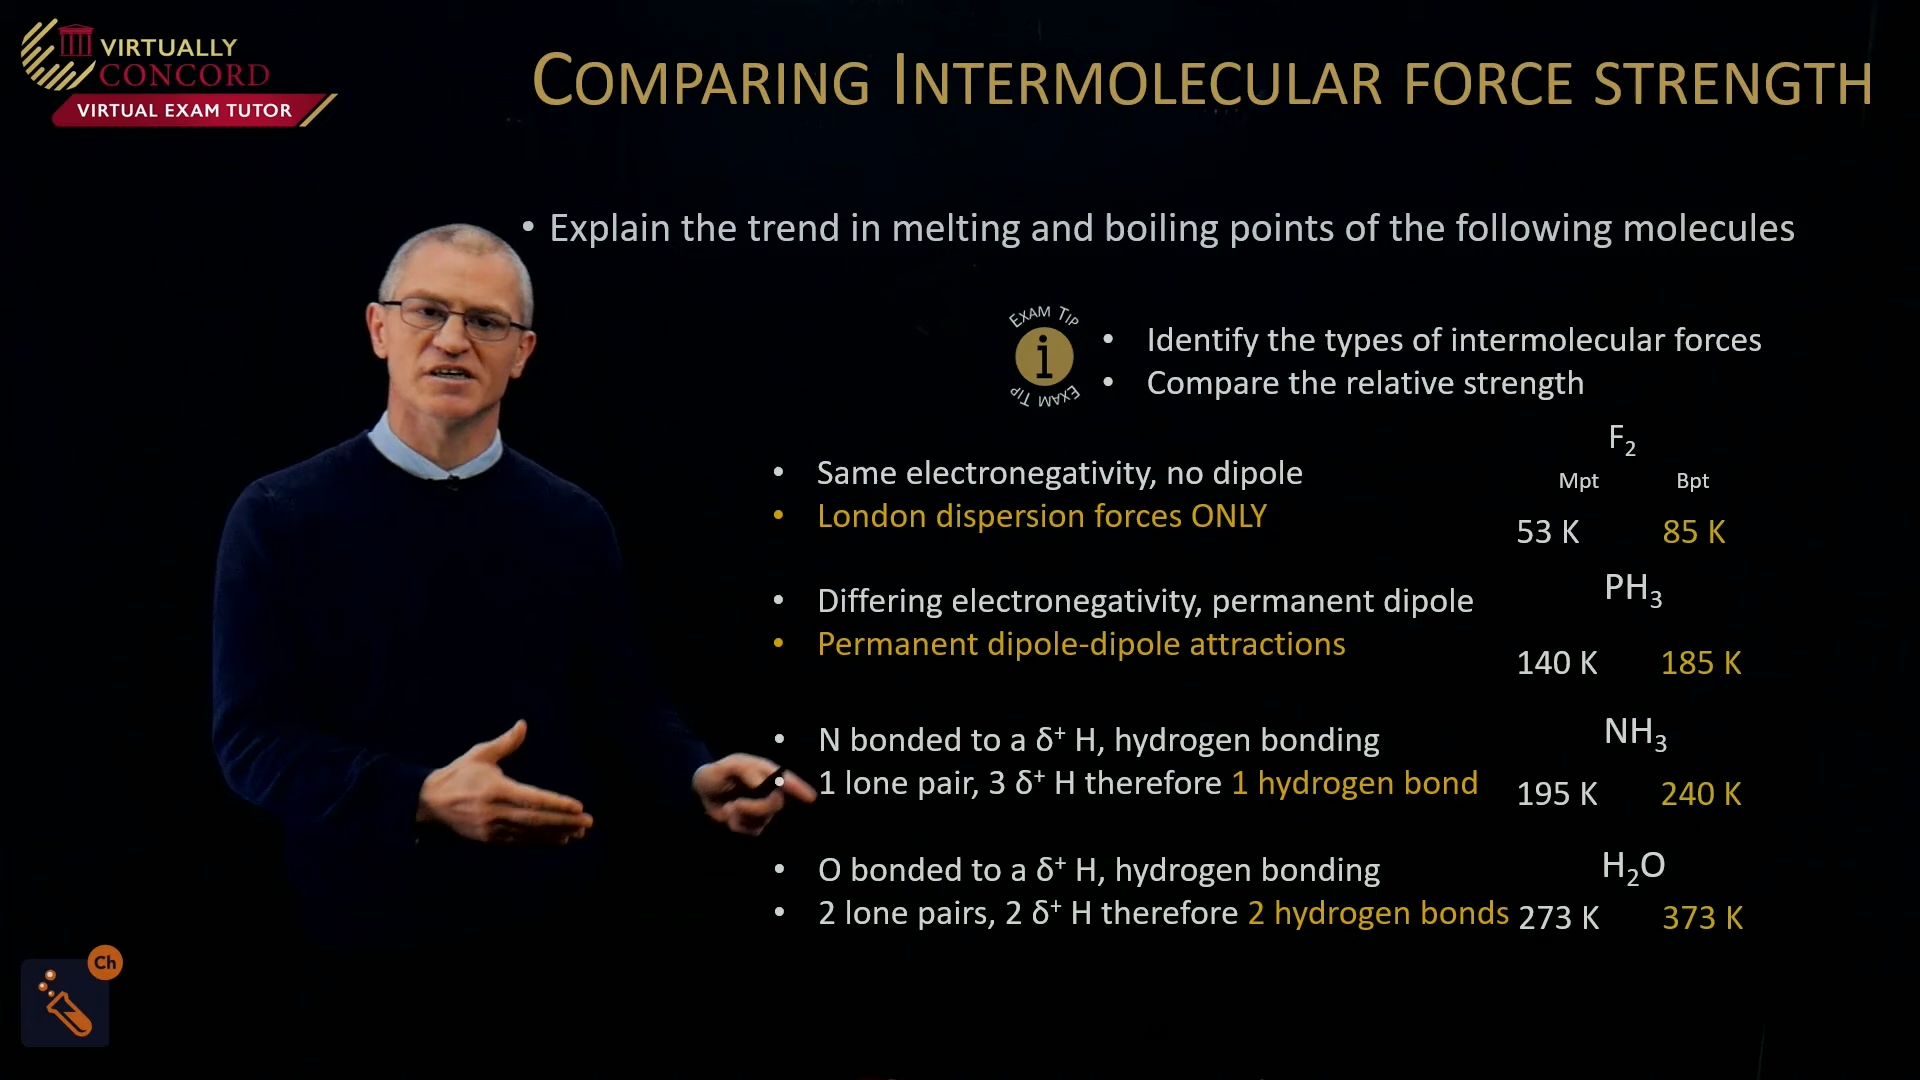 VIRTUALLY
CONCORD
VIRTUAL EXAM TUTOR
COMPARING INTERMOLECULAR FORCE STRENGTH
• Explain the trend in melting and boiling points of the following molecules
EXAM TIP
i
EXAM TIP
• Identify the types of intermolecular forces
• Compare the relative strength
F₂
Mpt Bpt
• Same electronegativity, no dipole
• London dispersion forces ONLY
53 K 85 K
PH₃
• Differing electronegativity, permanent dipole
• Permanent dipole-dipole attractions
140 K 185 K
NH₃
• N bonded to a δ⁺ H, hydrogen bonding
• 1 lone pair, 3 δ⁺ H therefore 1 hydrogen bond
195 K 240 K
H₂O
• O bonded to a δ⁺ H, hydrogen bonding
• 2 lone pairs, 2 δ⁺ H therefore 2 hydrogen bonds
273 K 373 K
Ch